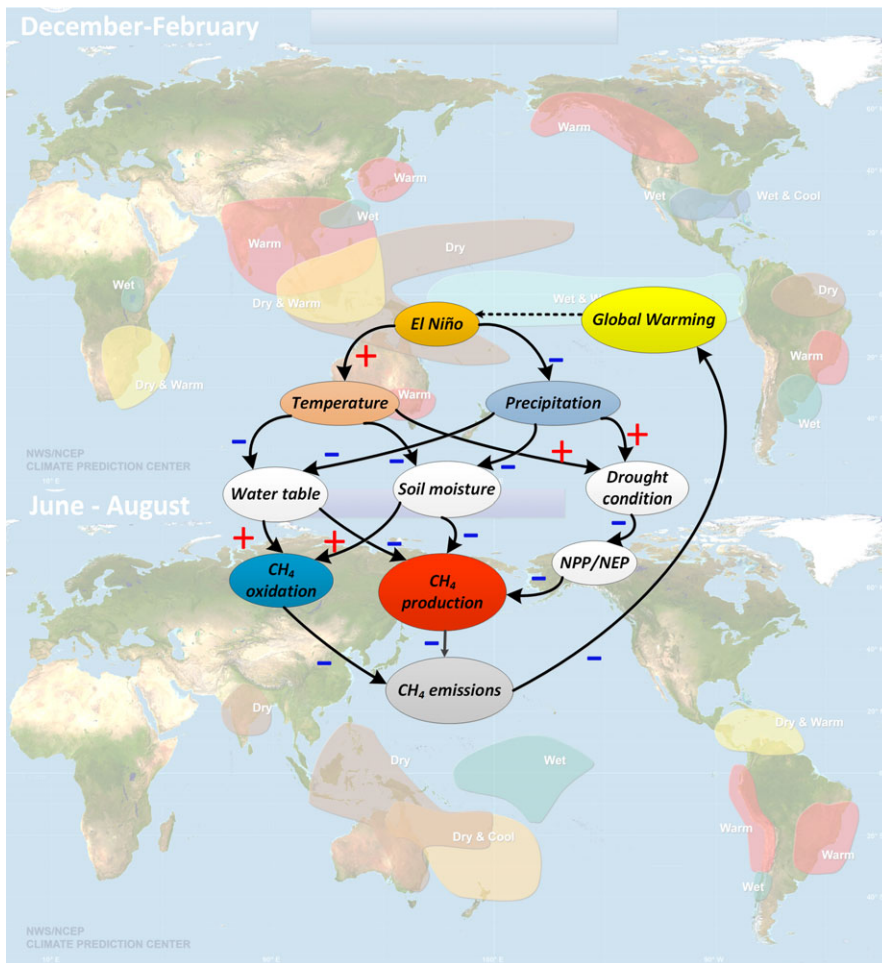 December-February
Warm
Warm
Wet
Wet
Wet & Cool
Warm
Dry
Wet
Dry & Warm
Dry
El Niño
Global Warming
+
−
Temperature
Precipitation
Warm
Warm
Dry & Warm
Wet
−
−
−
+
−
+
NWS/NCEP
CLIMATE PREDICTION CENTER
Water table
Soil moisture
Drought
condition
June - August
+
+
−
−
−
CH₄
oxidation
CH₄
production
−
NPP/NEP
−
−
−
CH₄ emissions
Dry
Dry & Warm
Dry
Wet
Dry & Cool
Warm
Warm
Wet
NWS/NCEP
CLIMATE PREDICTION CENTER